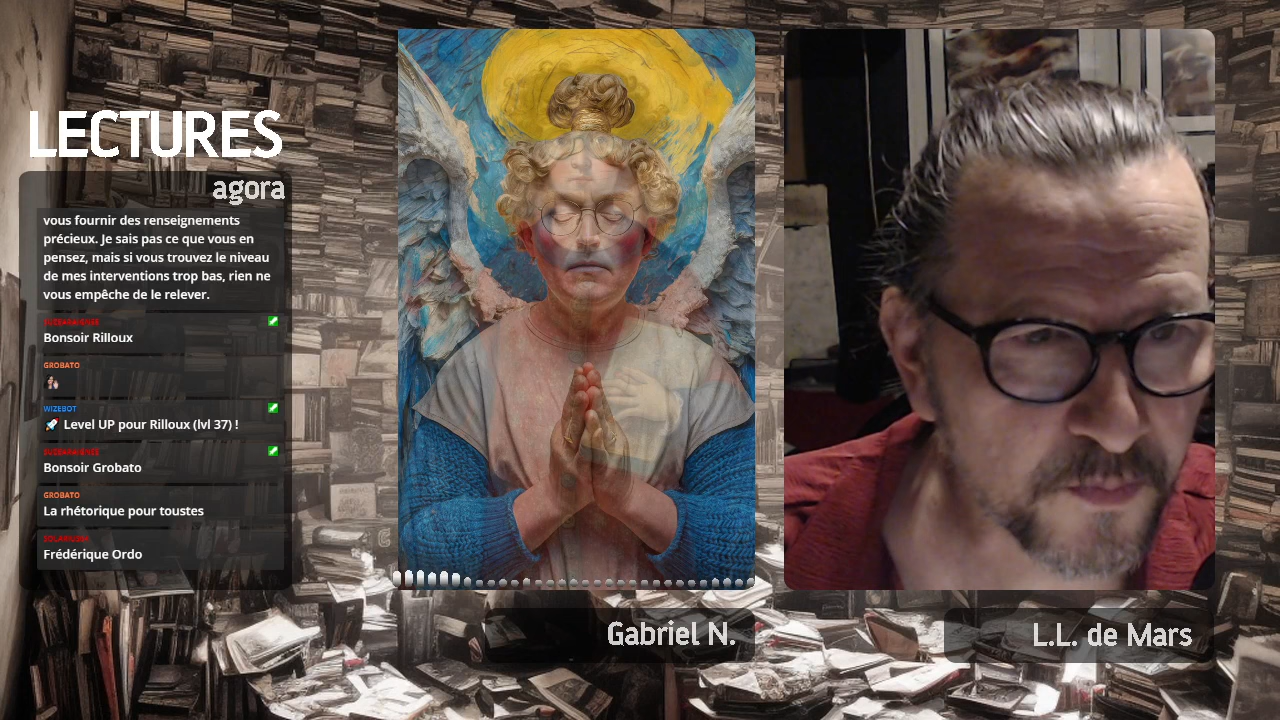 LECTURES
agora
vous fournir des renseignements
précieux. Je sais pas ce que vous en
pensez, mais si vous trouvez le niveau
de mes interventions trop bas, rien ne
vous empêche de le relever.
Bonsoir Rilloux
GROBATO
WIZEBOT
🚀 Level UP pour Rilloux (lvl 37) !
Bonsoir Grobato
GROBATO
La rhétorique pour toustes
Frédérique Ordo
Gabriel N.
L.L. de Mars